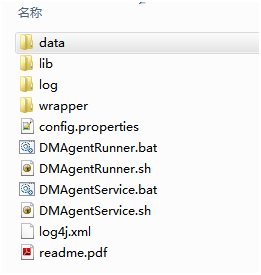 名称
data
lib
log
wrapper
config.properties
DMAgentRunner.bat
DMAgentRunner.sh
DMAgentService.bat
DMAgentService.sh
log4j.xml
readme.pdf